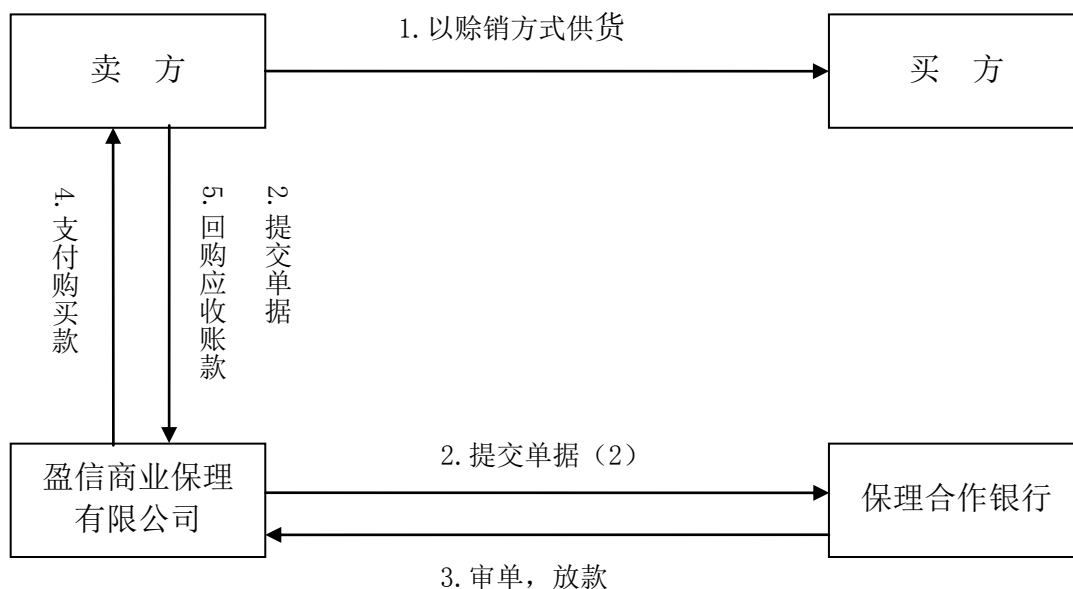 1.以赊销方式供货
卖 方
买 方
4.支付购买款
5.回购应收账款
2.提交单据
盈信商业保理
有限公司
2.提交单据（2）
保理合作银行
3.审单，放款